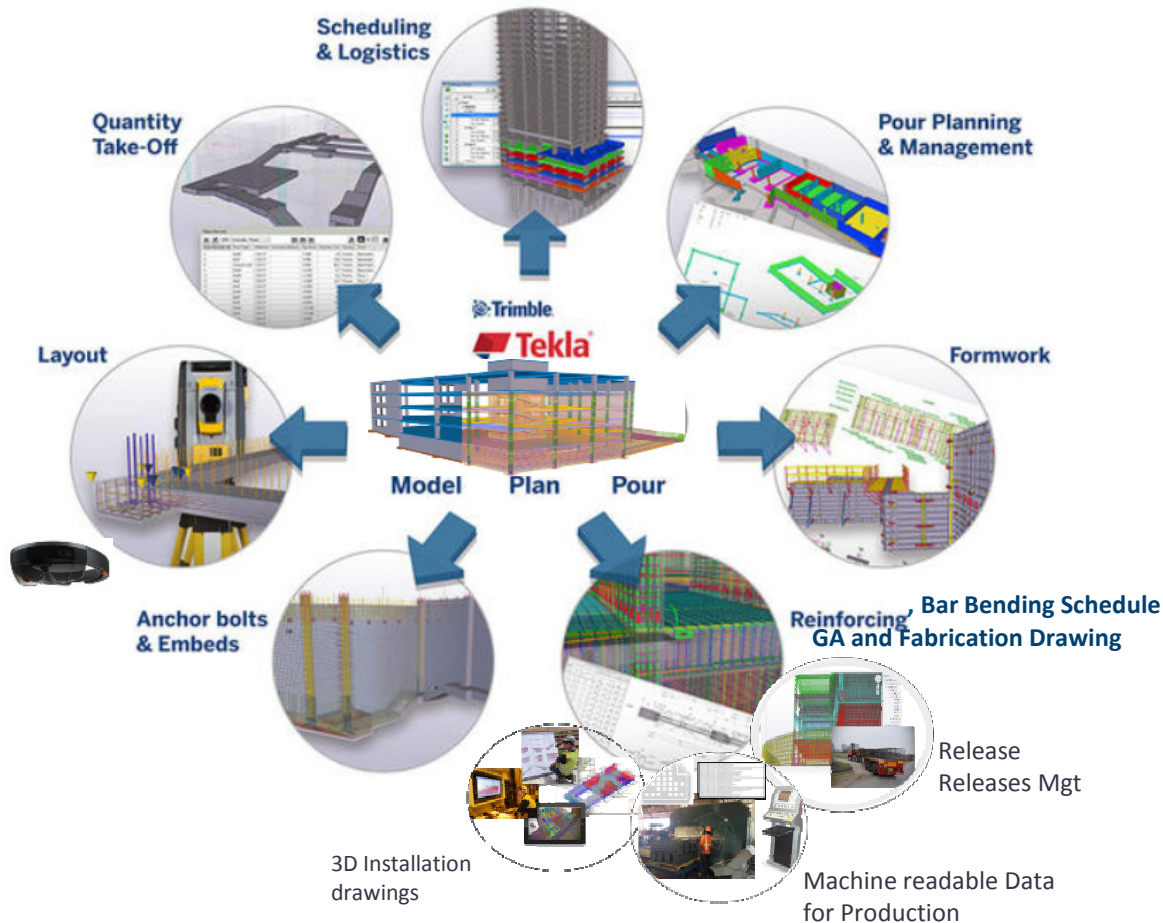 Scheduling
& Logistics
Quantity
Take-Off
Pour Planning
& Management
Trimble.
Tekla®
Layout
Formwork
Model Plan Pour
Anchor bolts
& Embeds
Reinforcing, Bar Bending Schedule
GA and Fabrication Drawing
Release
Releases Mgt
3D Installation
drawings
Machine readable Data
for Production